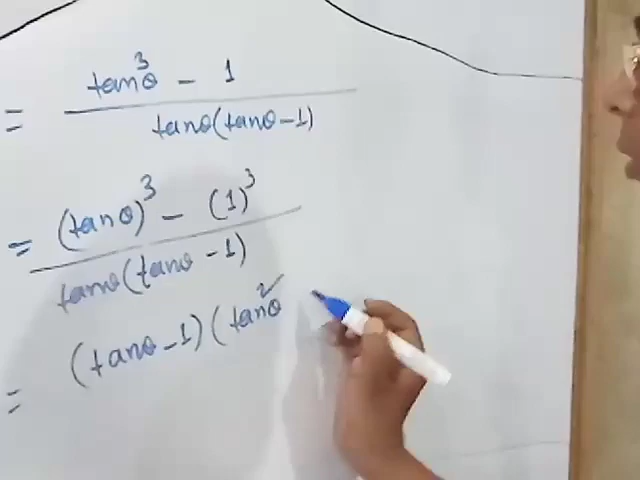 tan³θ - 1
=
tanθ(tanθ-1)
= (tanθ)³ - (1)³
tanθ(tanθ-1)
= (tanθ-1)(tan²θ